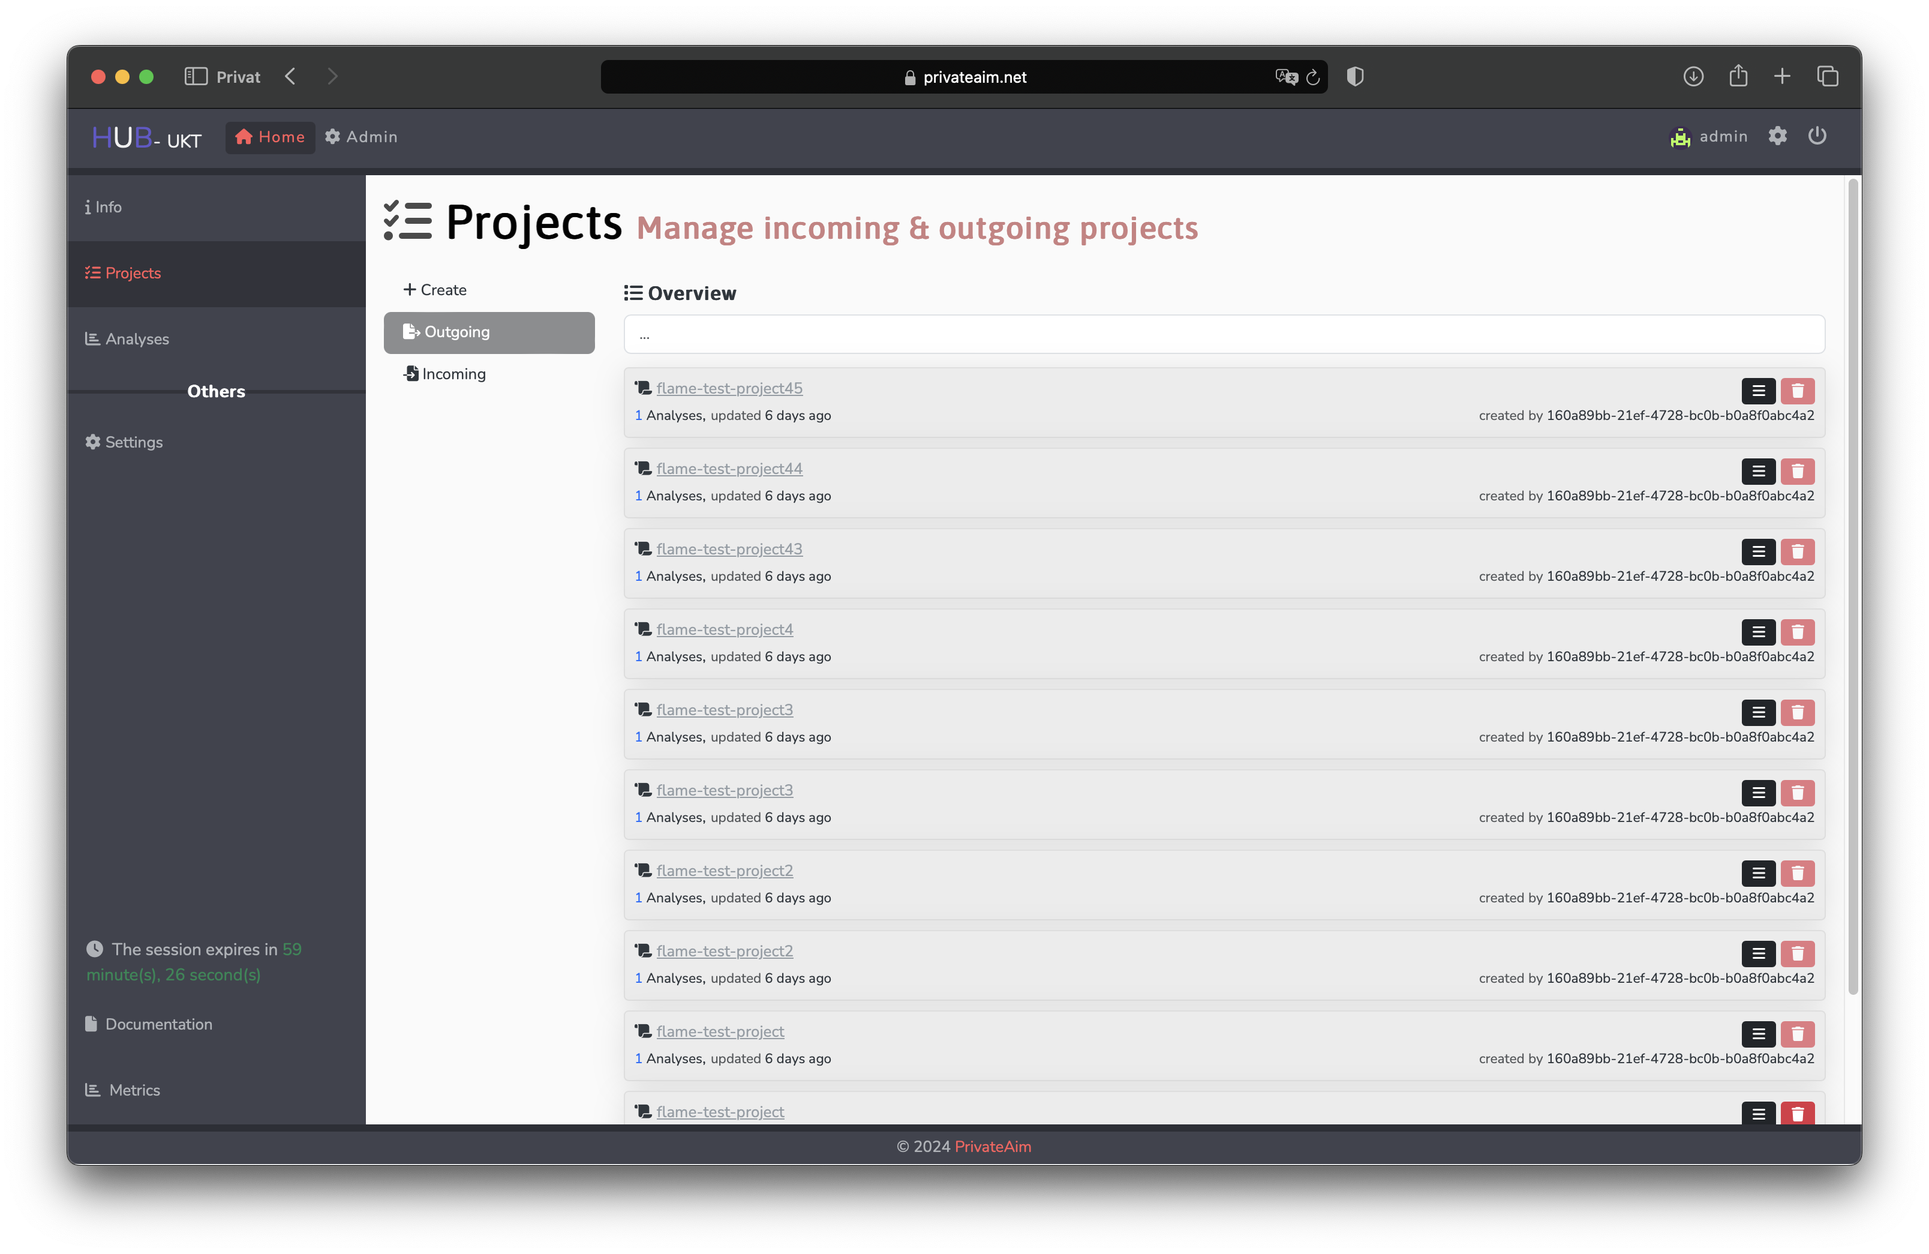 Privat
privateaim.net
HUB- UKT
Home
Admin
admin
Info
Projects
Analyses
Others
Settings
The session expires in 59
minute(s), 26 second(s)
Documentation
Metrics
Projects Manage incoming & outgoing projects
Create
Outgoing
Incoming
Overview
...
flame-test-project45
1 Analyses, updated 6 days ago
created by 160a89bb-21ef-4728-bc0b-b0a8f0abc4a2
flame-test-project44
1 Analyses, updated 6 days ago
created by 160a89bb-21ef-4728-bc0b-b0a8f0abc4a2
flame-test-project43
1 Analyses, updated 6 days ago
created by 160a89bb-21ef-4728-bc0b-b0a8f0abc4a2
flame-test-project4
1 Analyses, updated 6 days ago
created by 160a89bb-21ef-4728-bc0b-b0a8f0abc4a2
flame-test-project3
1 Analyses, updated 6 days ago
created by 160a89bb-21ef-4728-bc0b-b0a8f0abc4a2
flame-test-project3
1 Analyses, updated 6 days ago
created by 160a89bb-21ef-4728-bc0b-b0a8f0abc4a2
flame-test-project2
1 Analyses, updated 6 days ago
created by 160a89bb-21ef-4728-bc0b-b0a8f0abc4a2
flame-test-project2
1 Analyses, updated 6 days ago
created by 160a89bb-21ef-4728-bc0b-b0a8f0abc4a2
flame-test-project
1 Analyses, updated 6 days ago
created by 160a89bb-21ef-4728-bc0b-b0a8f0abc4a2
flame-test-project
© 2024 PrivateAim